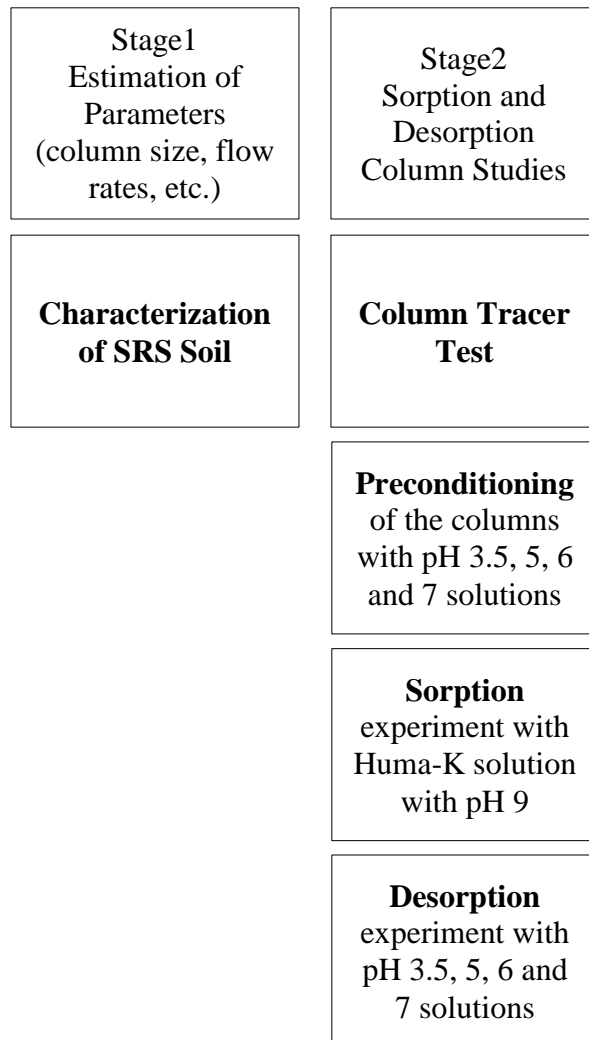 Stage1
Estimation of
Parameters
(column size, flow
rates, etc.)
Characterization
of SRS Soil
Stage2
Sorption and
Desorption
Column Studies
Column Tracer
Test
Preconditioning
of the columns
with pH 3.5, 5, 6
and 7 solutions
Sorption
experiment with
Huma-K solution
with pH 9
Desorption
experiment with
pH 3.5, 5, 6 and
7 solutions